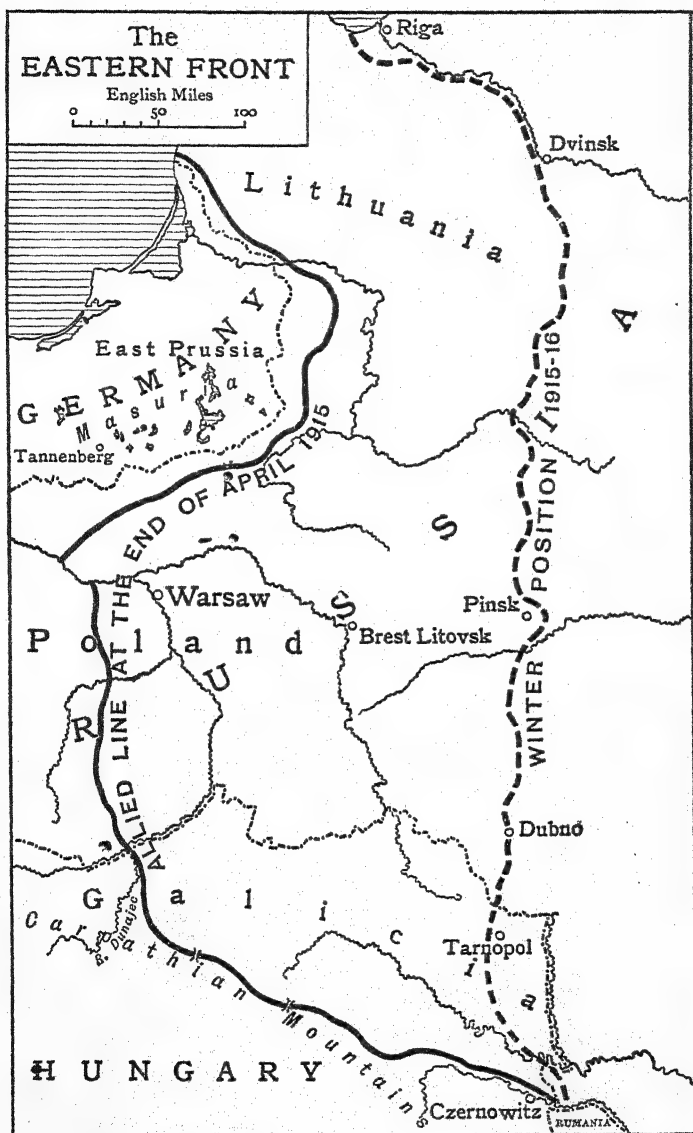 The
EASTERN FRONT
English Miles
0 50 100
Riga
Dvinsk
Lithuania
GERMANY
East Prussia
Masuria
Tannenberg
ALLIED LINE AT THE END OF APRIL 1915
WINTER POSITION 1915-16
RUSSIA
Warsaw
Poland
Pinsk
Brest Litovsk
Dubno
Galicia
Tarnopol
R. Dunajec
Carpathian Mountains
HUNGARY
Czernowitz
RUMANIA